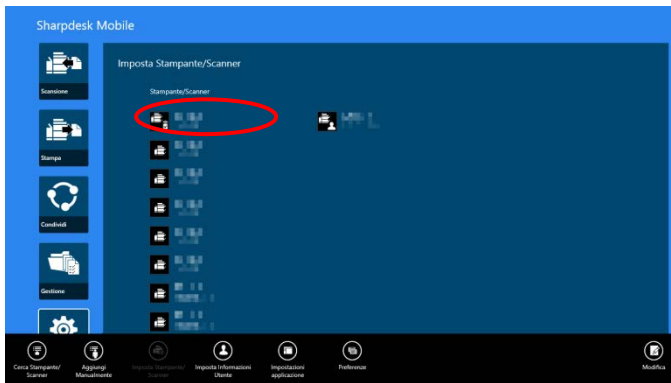 Sharpdesk Mobile
Imposta Stampante/Scanner
Scansione
Stampante/Scanner
Stampa
Condividi
Gestione
Cerca Stampante/
Scanner
Aggiungi
Manualmente
Imposta Stampante/
Scanner
Imposta Informazioni
Utente
Impostazioni
applicazione
Preferenze
Modifica